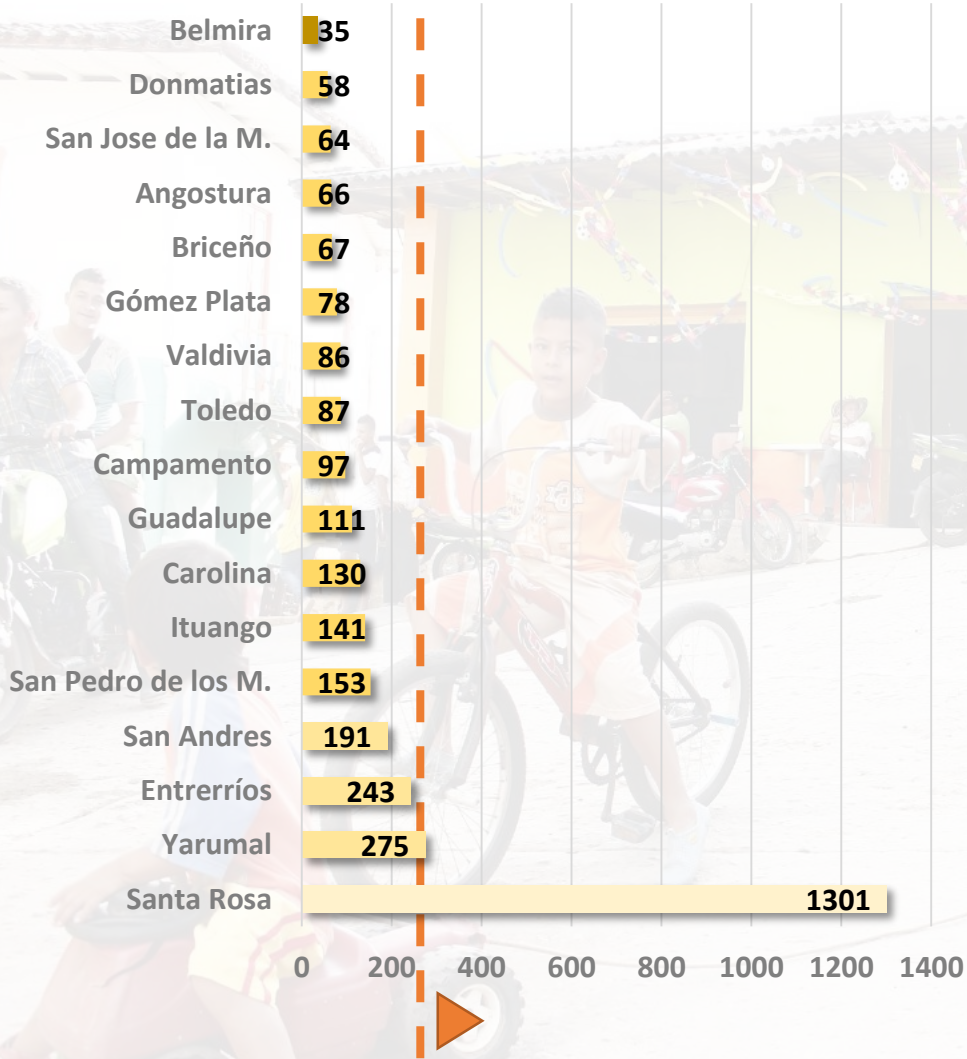 Belmira 35
Donmatias 58
San Jose de la M. 64
Angostura 66
Briceño 67
Gómez Plata 78
Valdivia 86
Toledo 87
Campamento 97
Guadalupe 111
Carolina 130
Ituango 141
San Pedro de los M. 153
San Andres 191
Entrerríos 243
Yarumal 275
Santa Rosa 1301
0 200 400 600 800 1000 1200 1400